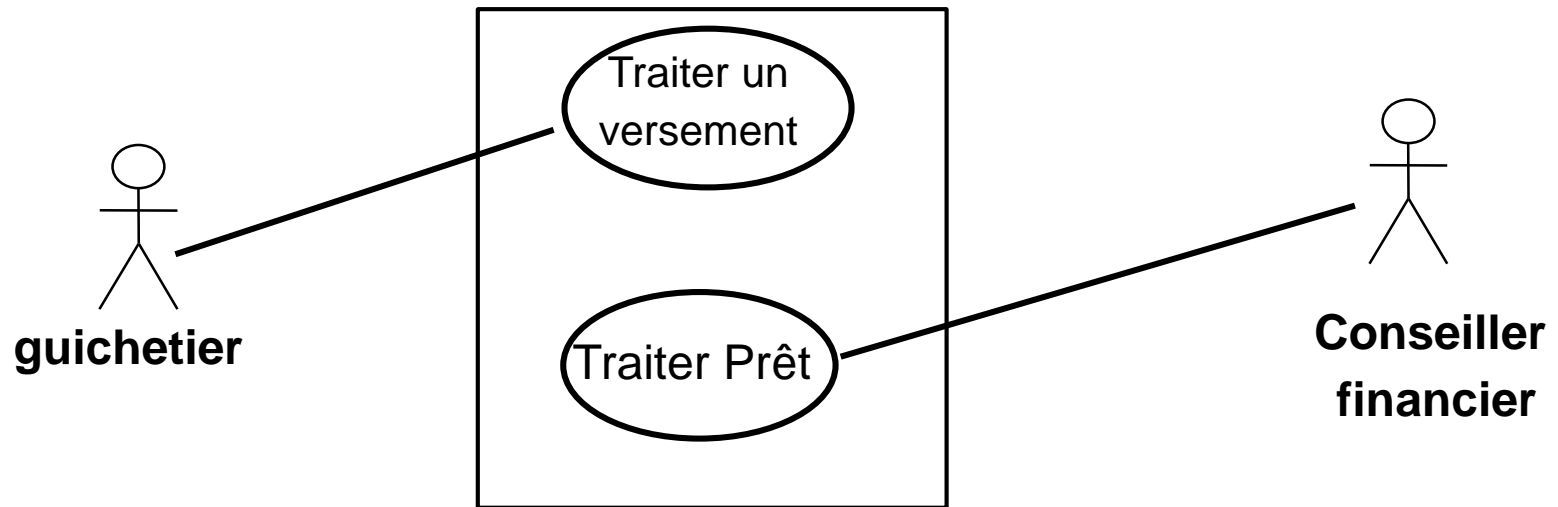 Traiter un
versement
guichetier
Traiter Prêt
Conseiller
financier